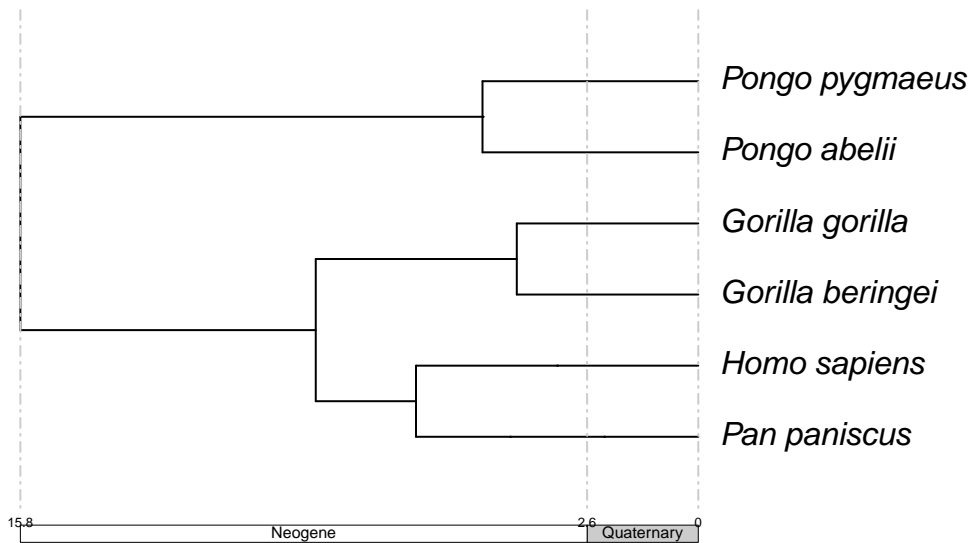 Pongo pygmaeus
Pongo abelii
Gorilla gorilla
Gorilla beringei
Homo sapiens
Pan paniscus
15.8 2.6 0
Neogene Quaternary